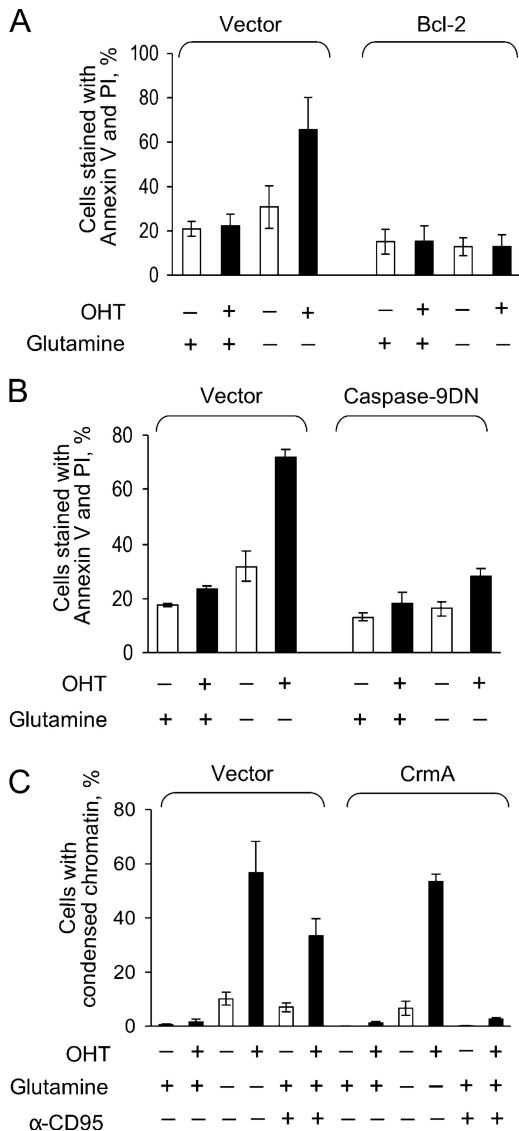 A
Vector
Bcl-2
Cells stained with
Annexin V and PI, %
100
80
60
40
20
0
OHT – + – + – + – +
Glutamine + + – – + + – –
B
Vector
Caspase-9DN
Cells stained with
Annexin V and PI, %
80
60
40
20
0
OHT – + – + – + – +
Glutamine + + – – + + – –
C
Vector
CrmA
Cells with
condensed chromatin, %
80
60
40
20
0
OHT – + – + – + – + – + – +
Glutamine + + – – + + + + – – + +
α-CD95 – – – – + + – – – – + +